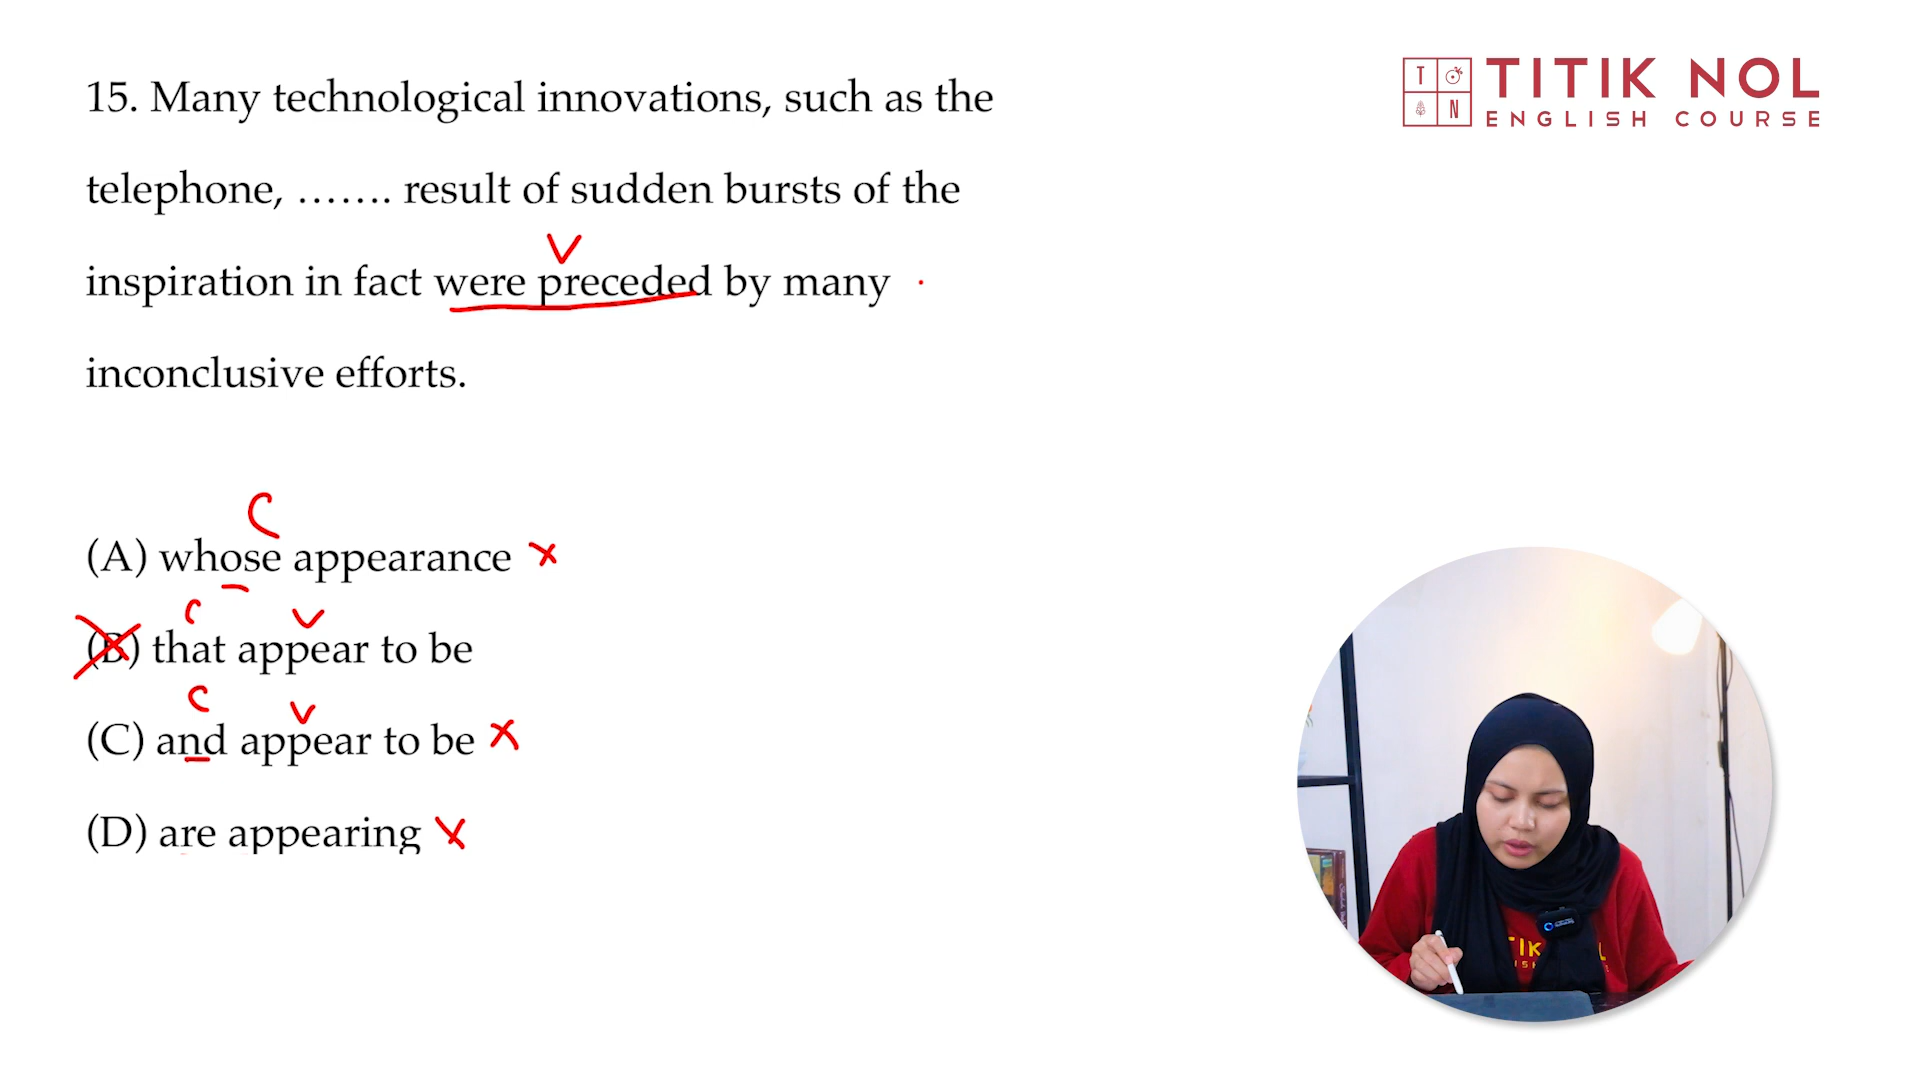 15. Many technological innovations, such as the
telephone, ....... result of sudden bursts of the
V
inspiration in fact were preceded by many
inconclusive efforts.
C
(A) whose appearance x
C V
(B) that appear to be
C V
(C) and appear to be x
(D) are appearing x
T N
TITIK NOL
ENGLISH COURSE